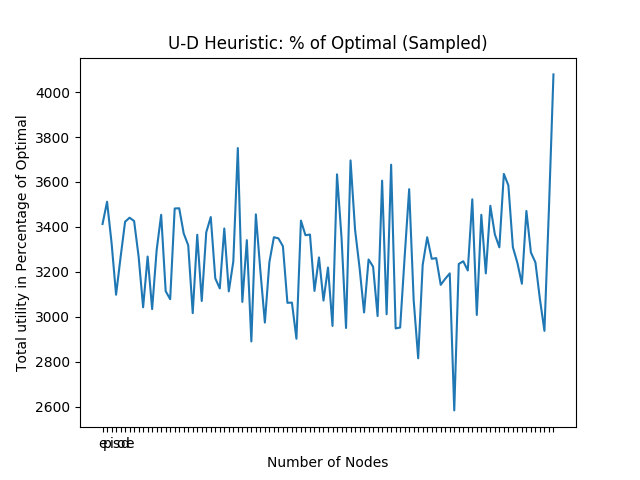 U-D Heuristic: % of Optimal (Sampled)
Total utility in Percentage of Optimal
4000
3800
3600
3400
3200
3000
2800
2600
episode
Number of Nodes